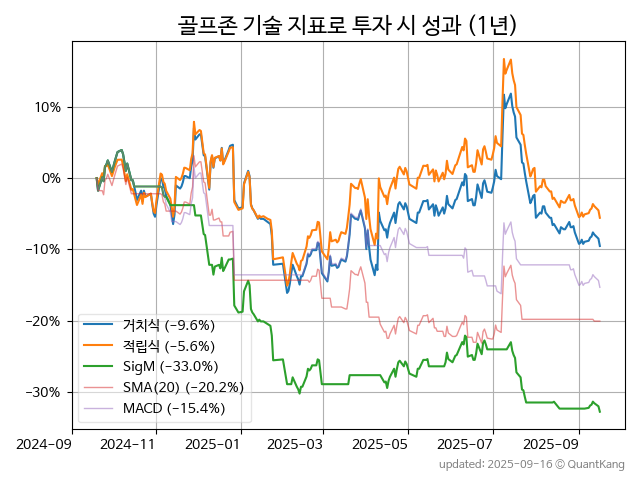 골프존 기술 지표로 투자 시 성과 (1년)
10%
0%
−10%
−20%
−30%
거치식 (−9.6%)
적립식 (−5.6%)
SigM (−33.0%)
SMA(20) (−20.2%)
MACD (−15.4%)
2024-09
2024-11
2025-01
2025-03
2025-05
2025-07
2025-09
updated: 2025-09-16 © QuantKang